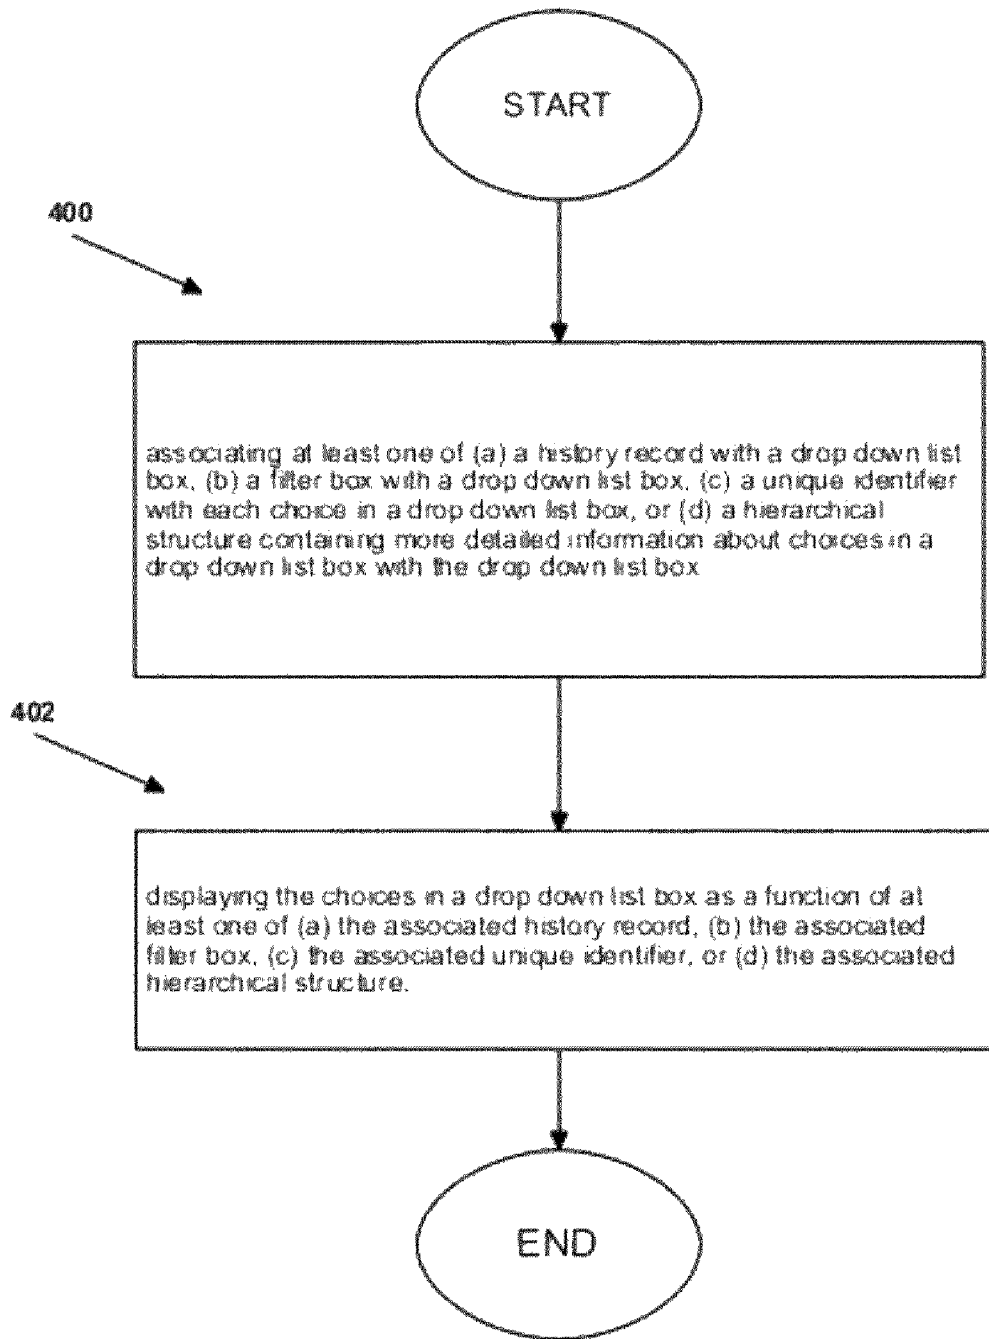 START
400
associating at least one of (a) a history record with a drop down list
box, (b) a filter box with a drop down list box, (c) a unique identifier
with each choice in a drop down list box, or (d) a hierarchical
structure containing more detailed information about choices in a
drop down list box with the drop down list box
402
displaying the choices in a drop down list box as a function of at
least one of (a) the associated history record, (b) the associated
filter box, (c) the associated unique identifier, or (d) the associated
hierarchical structure.
END